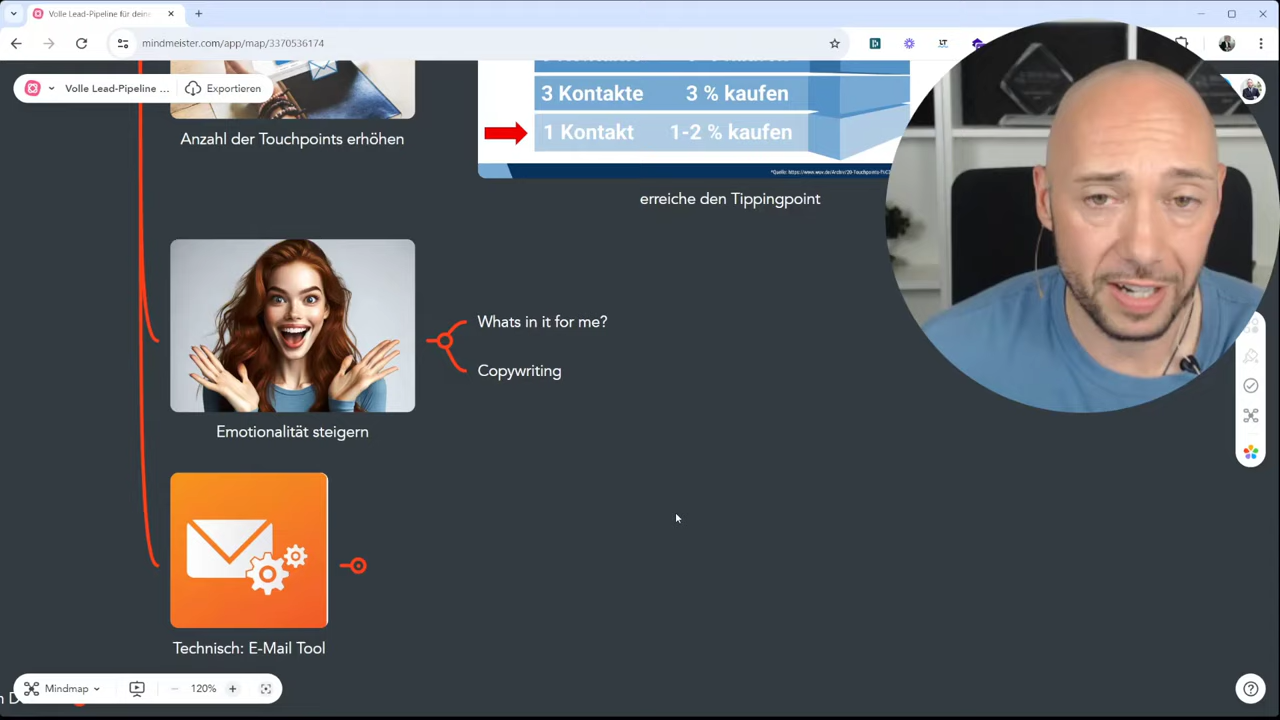 Volle Lead-Pipeline für deine
mindmeister.com/app/map/3370536174
LT
Volle Lead-Pipeline ...
Exportieren
3 Kontakte 3 % kaufen
1 Kontakt 1-2 % kaufen
Anzahl der Touchpoints erhöhen
erreiche den Tippingpoint
Whats in it for me?
Copywriting
Emotionalität steigern
Technisch: E-Mail Tool
Mindmap
120%